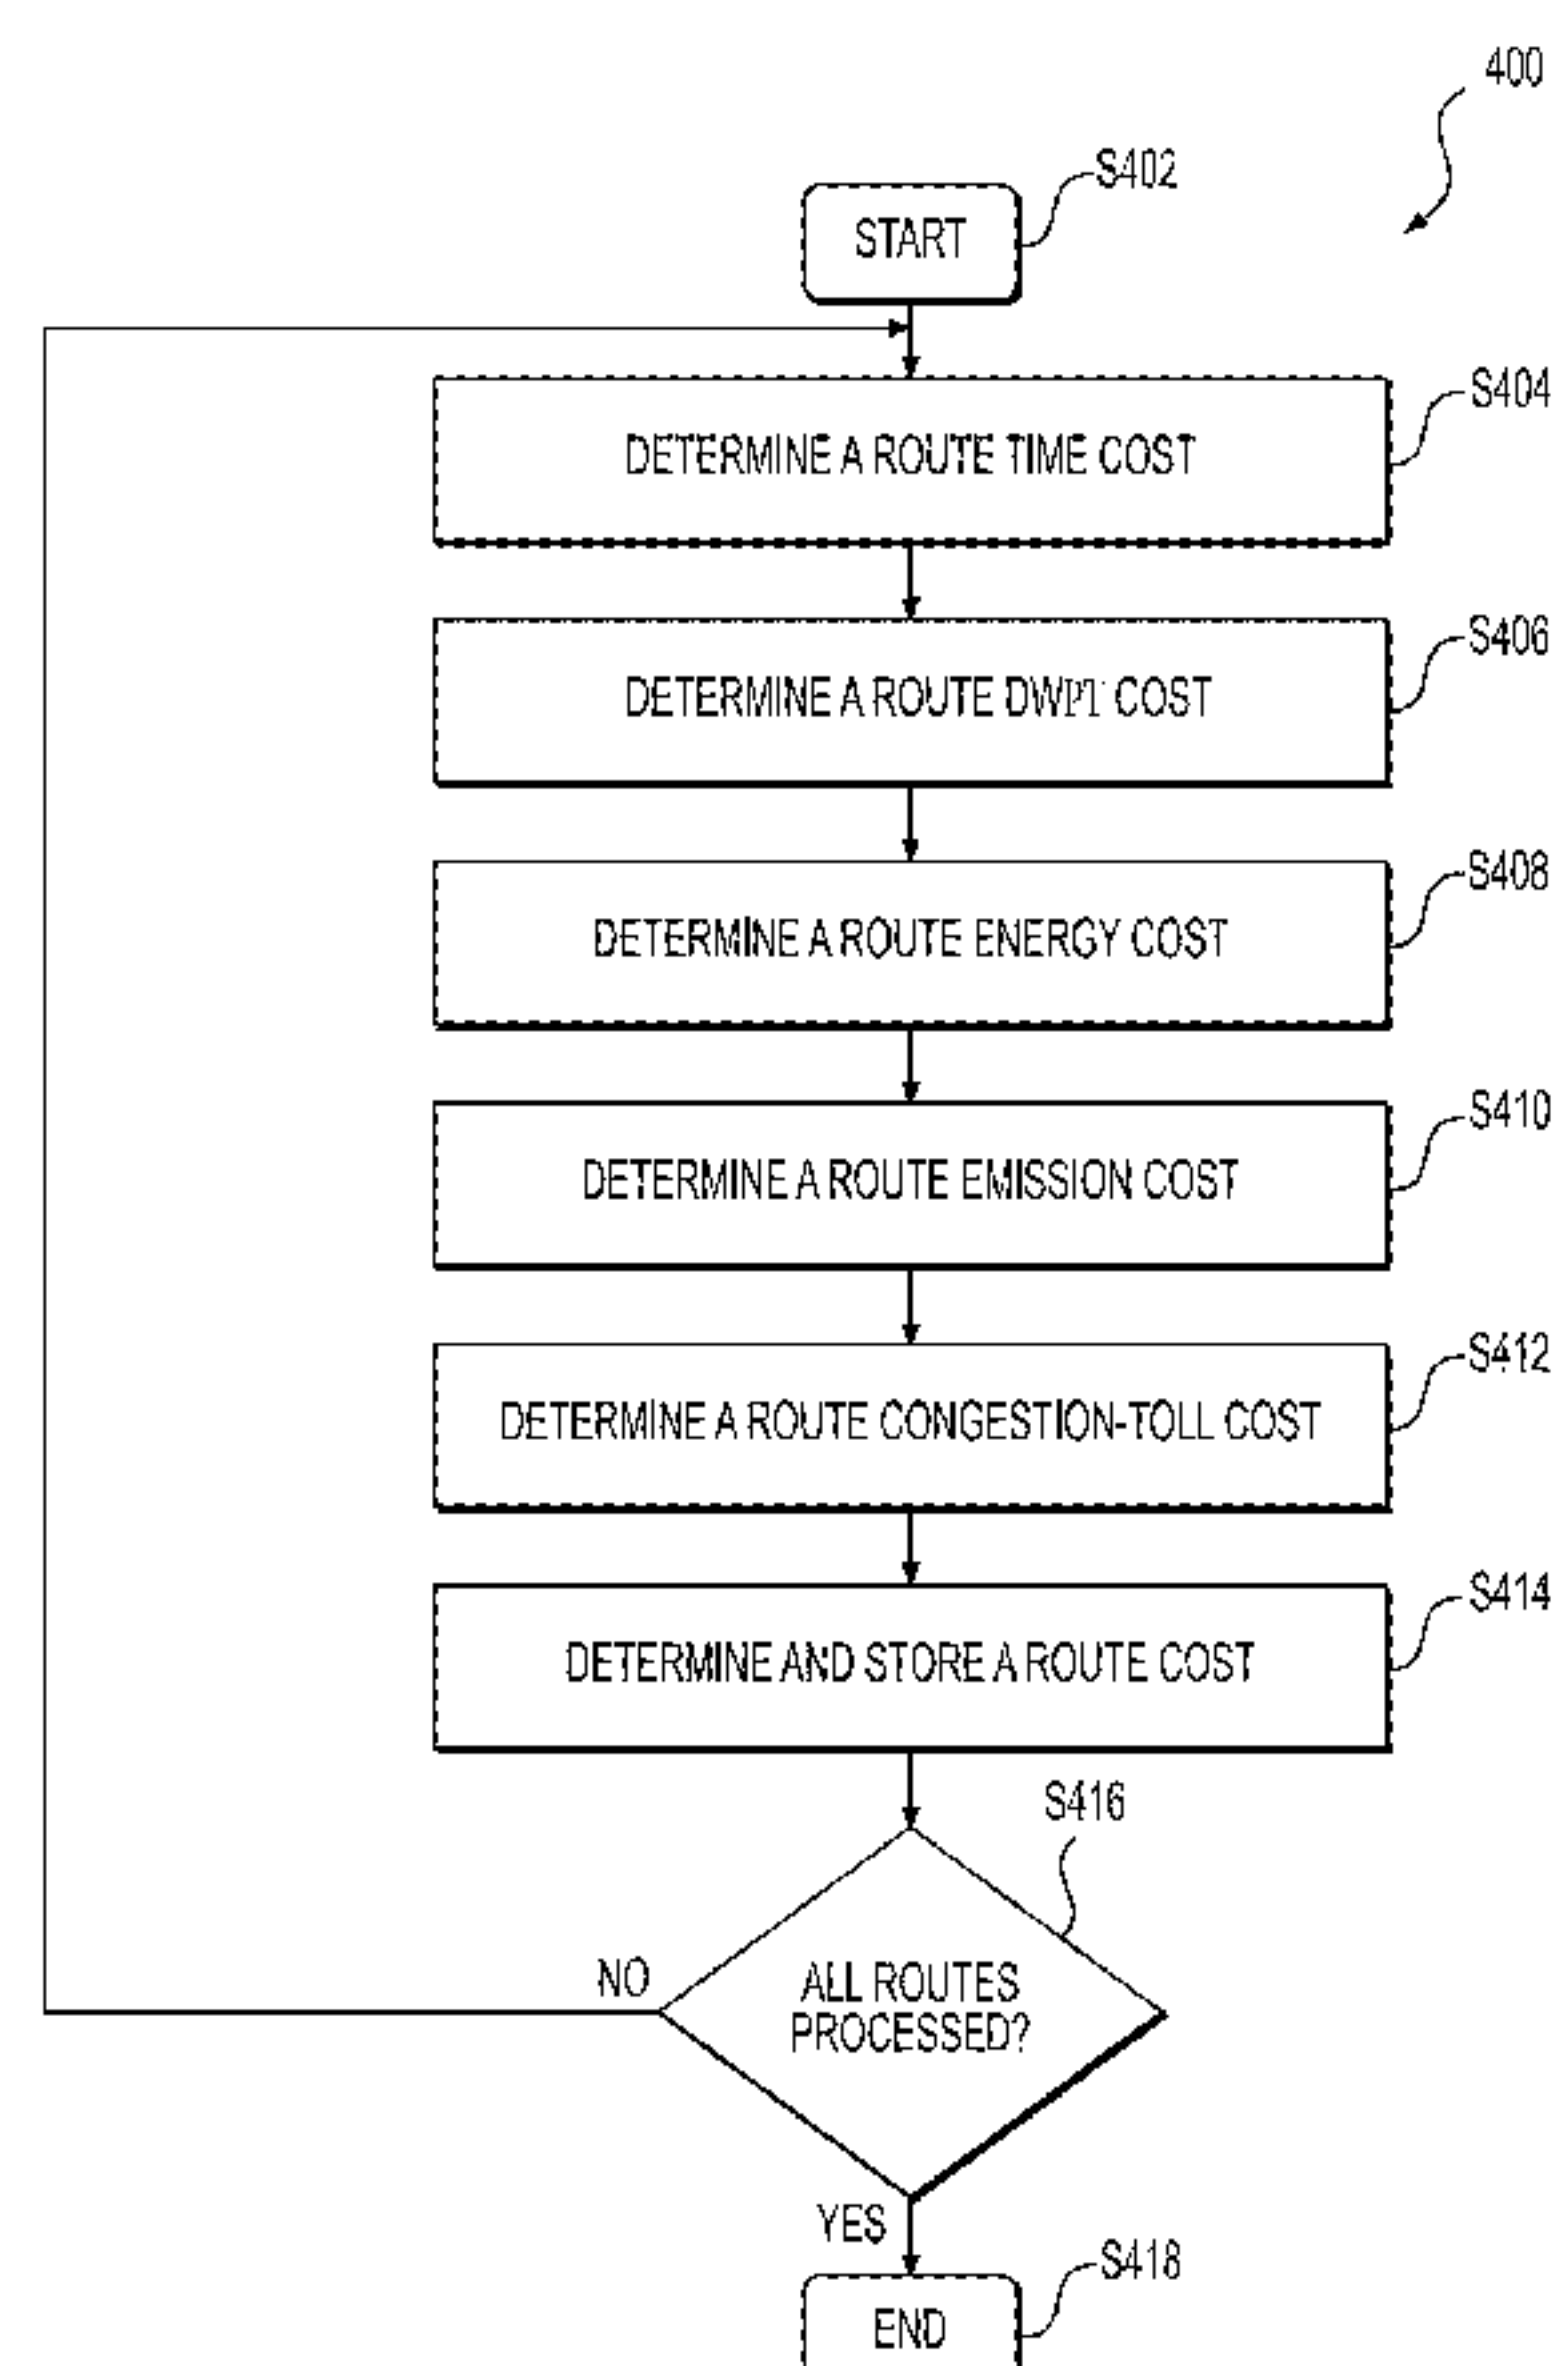 400
S402
START
S404
DETERMINE A ROUTE TIME COST
S406
DETERMINE A ROUTE DWPT COST
S408
DETERMINE A ROUTE ENERGY COST
S410
DETERMINE A ROUTE EMISSION COST
S412
DETERMINE A ROUTE CONGESTION-TOLL COST
S414
DETERMINE AND STORE A ROUTE COST
S416
NO
ALL ROUTES
PROCESSED?
YES
S418
END